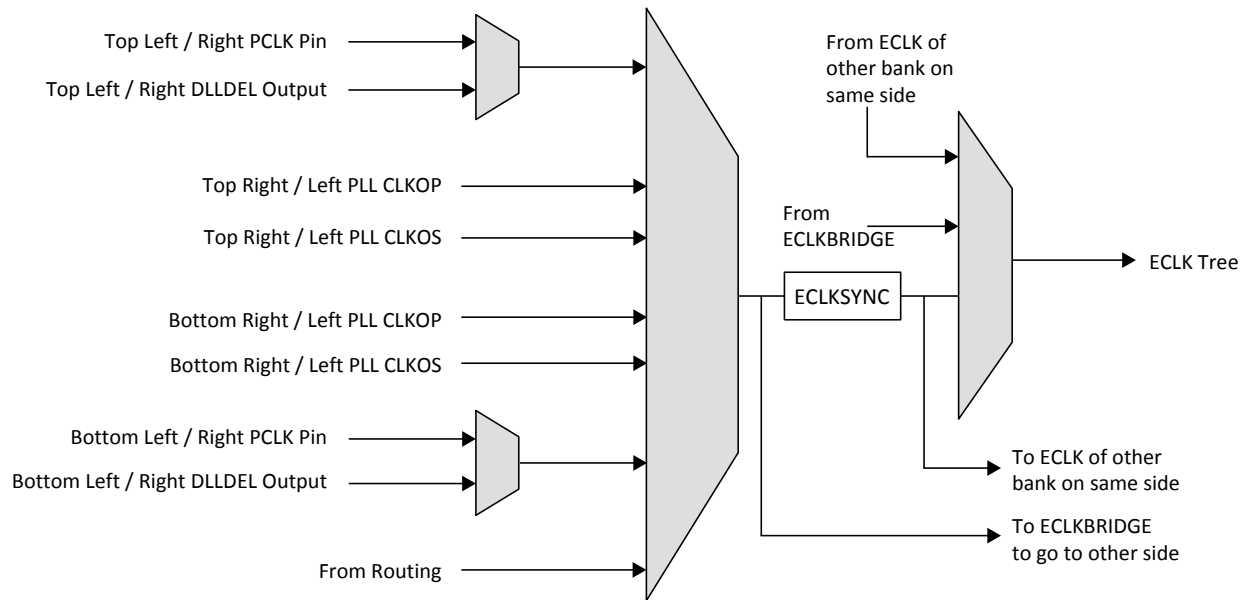 Top Left / Right PCLK Pin
Top Left / Right DLLDEL Output
Top Right / Left PLL CLKOP
Top Right / Left PLL CLKOS
Bottom Right / Left PLL CLKOP
Bottom Right / Left PLL CLKOS
Bottom Left / Right PCLK Pin
Bottom Left / Right DLLDEL Output
From Routing
From ECLK of
other bank on
same side
From
ECLKBRIDGE
ECLKSYNC
ECLK Tree
To ECLK of other
bank on same side
To ECLKBRIDGE
to go to other side